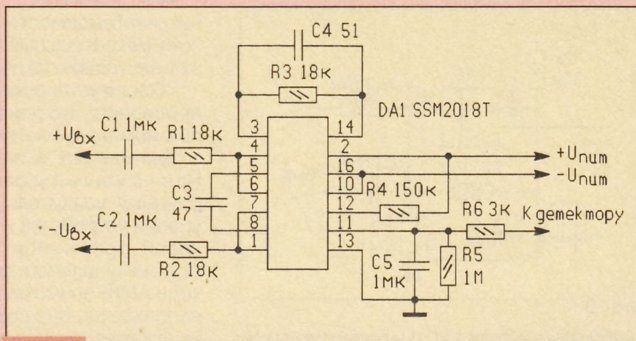 C4 51
R3 18к
DA1 SSM2018T
C1 1мк
R1 18к
3
14
+Uвх
4
2
+Uпит
5
16
-Uпит
C3
47
6
10
R4 150к
R6 3к
7
12
К детектору
8
11
-Uвх
C2 1мк
R2 18к
1
13
C5
1мк
R5
1М